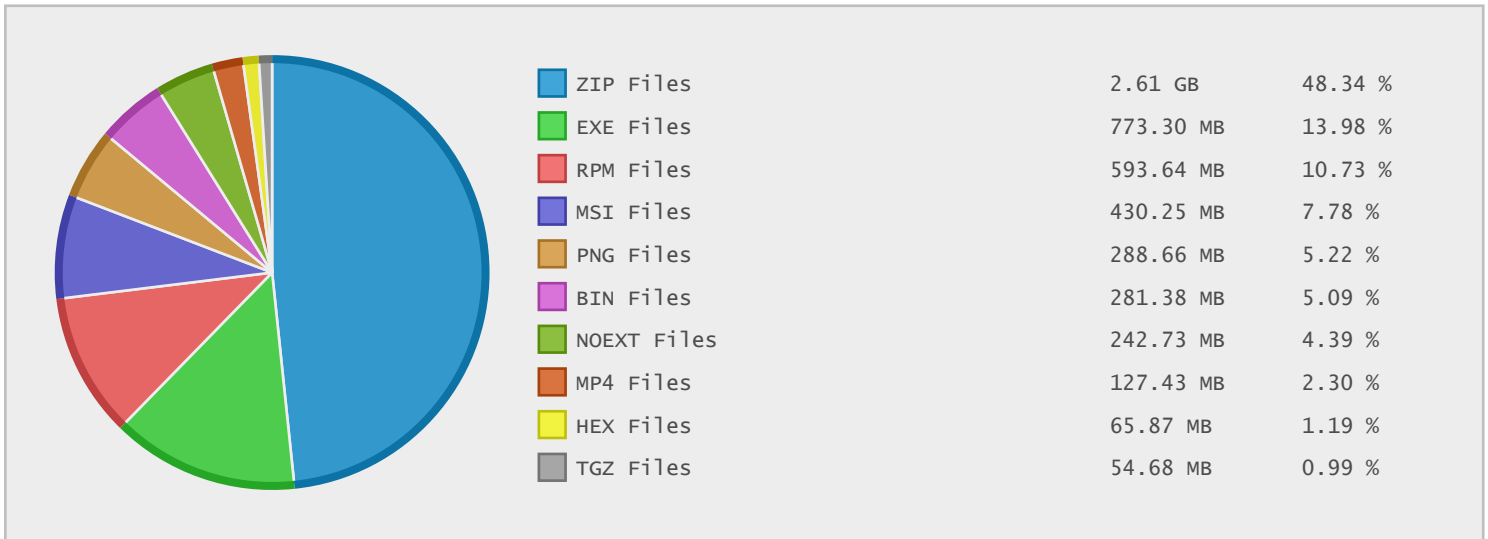 ZIP Files 2.61 GB 48.34 %
EXE Files 773.30 MB 13.98 %
RPM Files 593.64 MB 10.73 %
MSI Files 430.25 MB 7.78 %
PNG Files 288.66 MB 5.22 %
BIN Files 281.38 MB 5.09 %
NOEXT Files 242.73 MB 4.39 %
MP4 Files 127.43 MB 2.30 %
HEX Files 65.87 MB 1.19 %
TGZ Files 54.68 MB 0.99 %